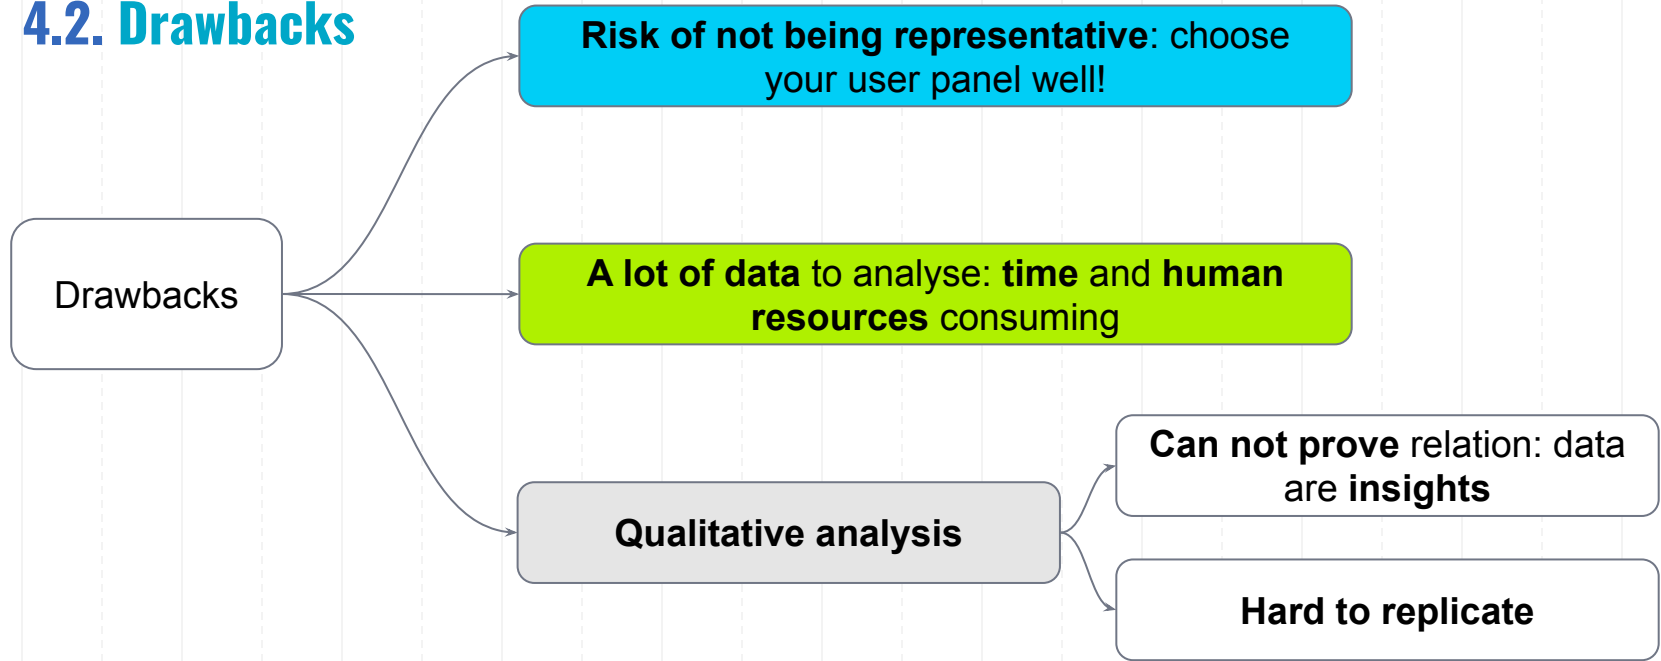 4.2. Drawbacks
Risk of not being representative: choose
your user panel well!
Drawbacks
A lot of data to analyse: time and human
resources consuming
Qualitative analysis
Can not prove relation: data
are insights
Hard to replicate